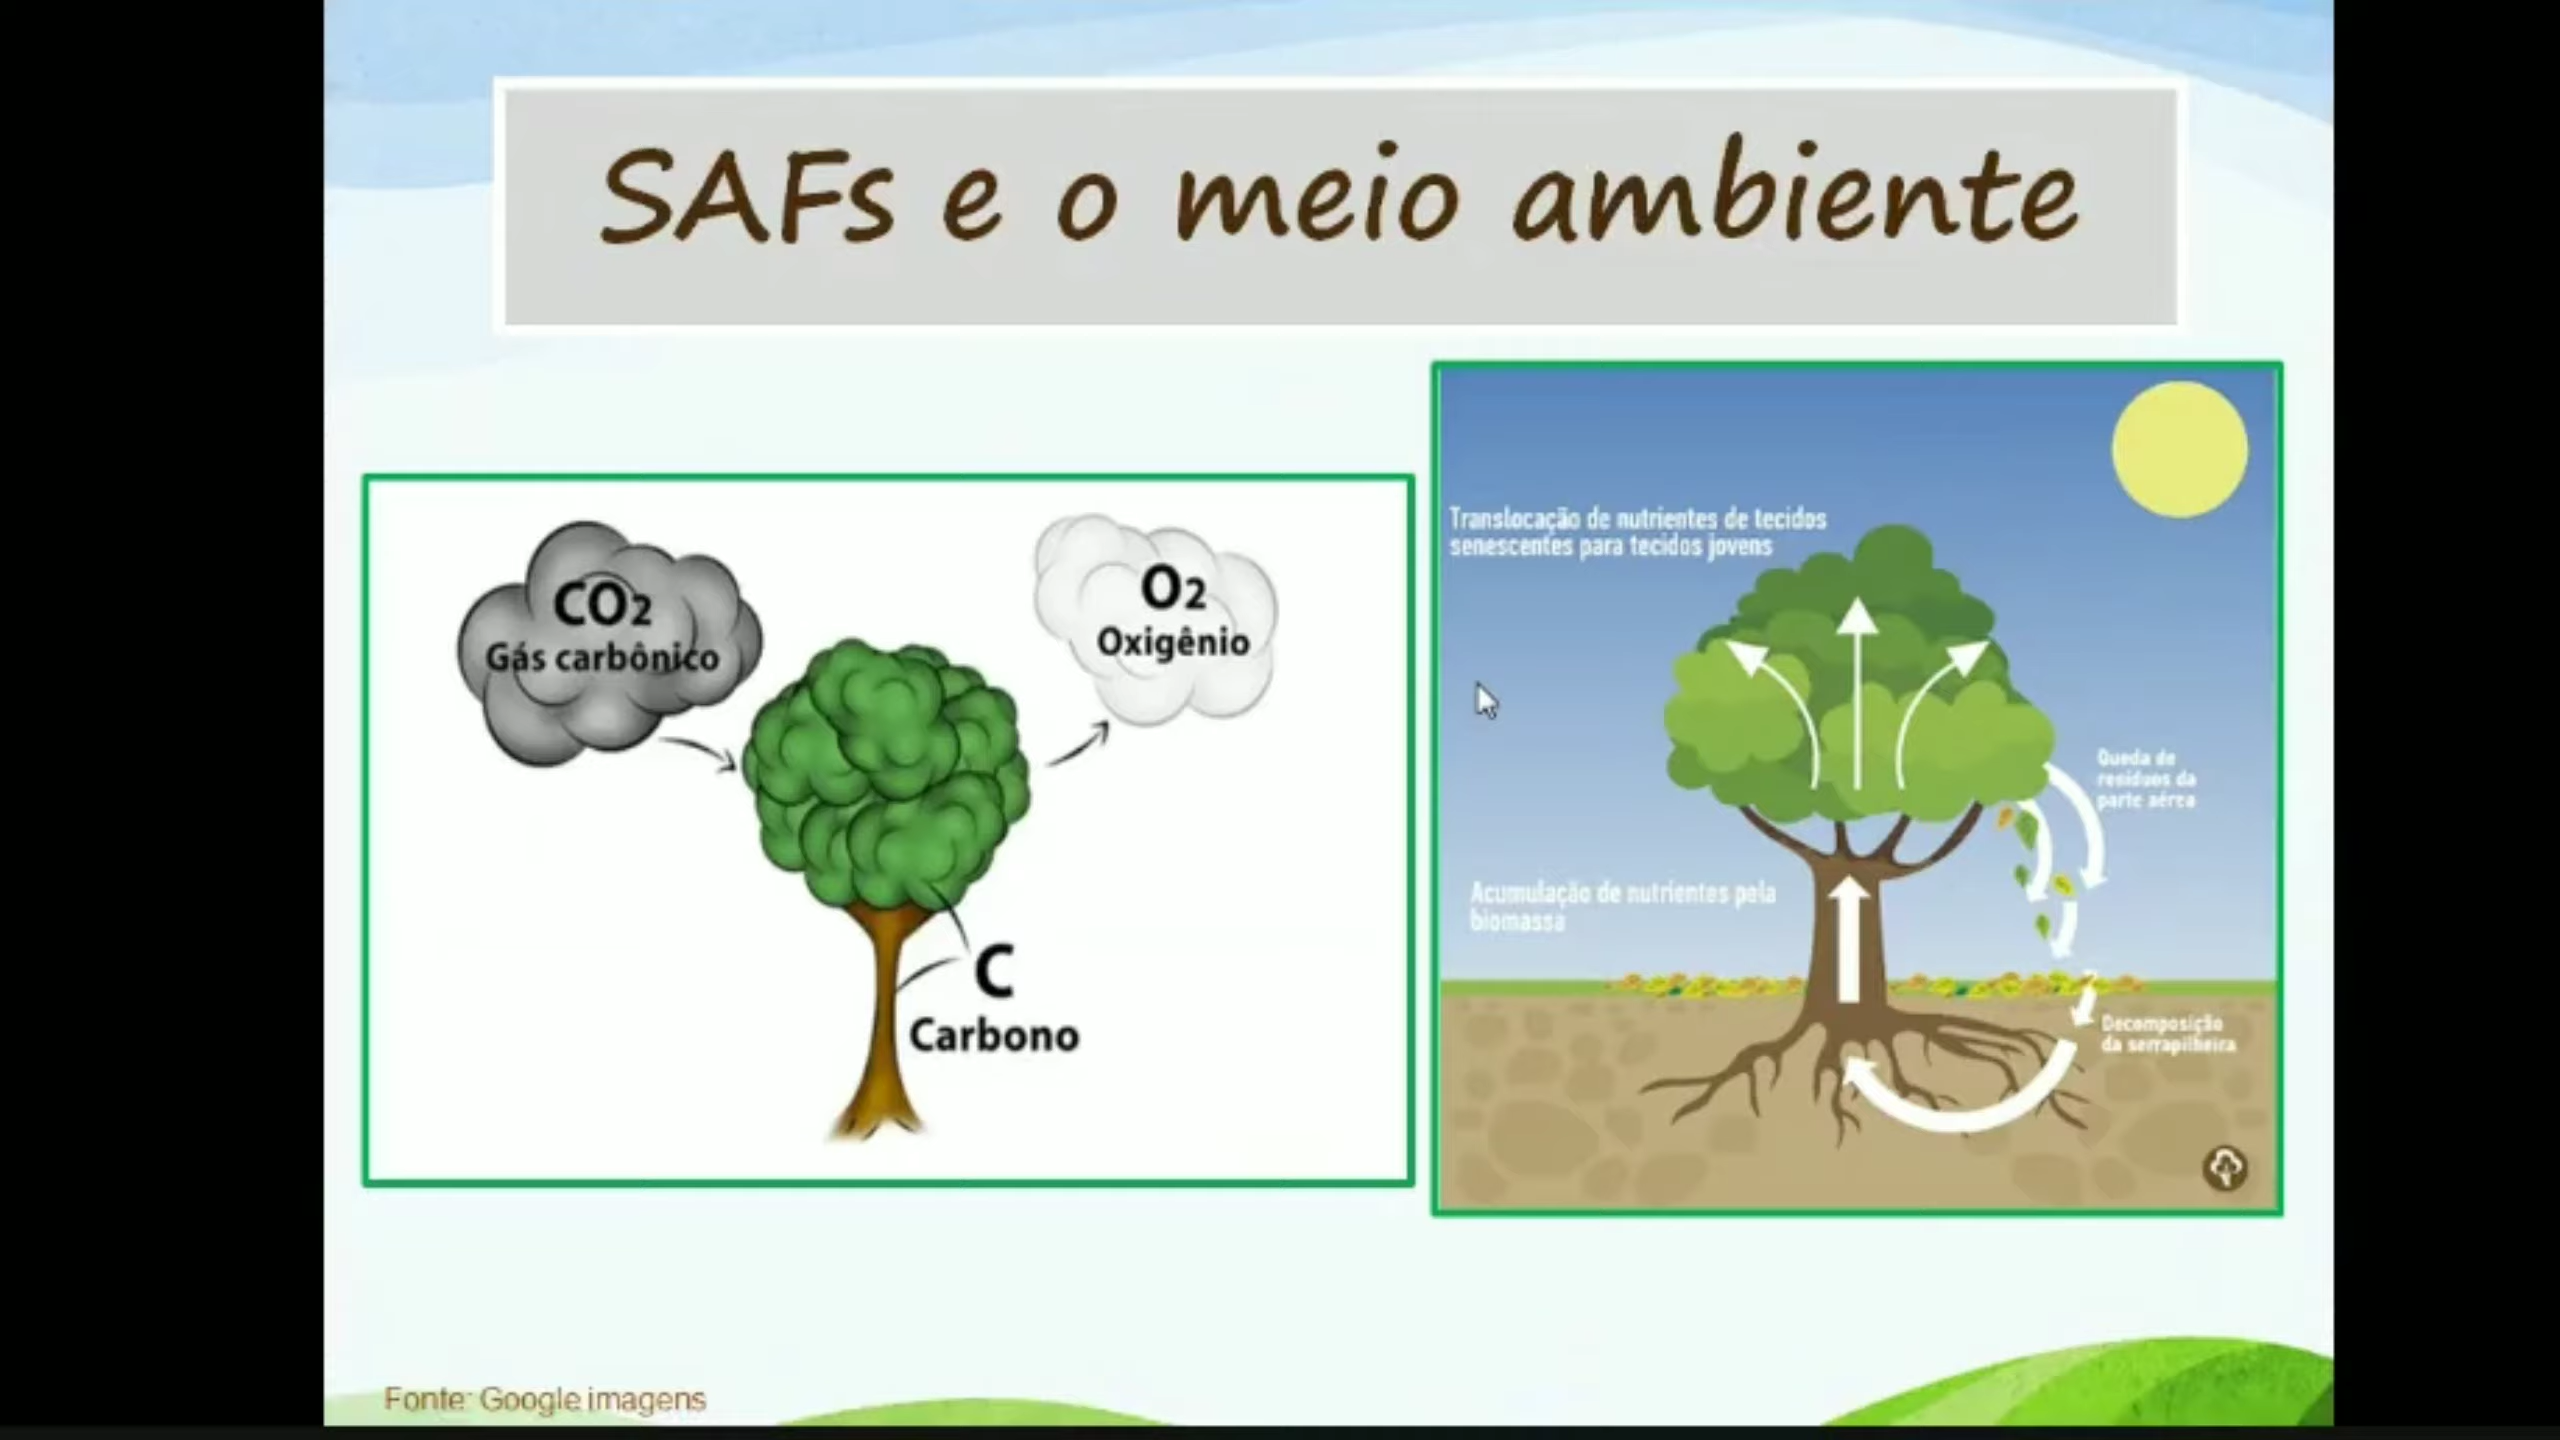 SAFs e o meio ambiente
CO2
Gás carbônico
O2
Oxigênio
C
Carbono
Translocação de nutrientes de tecidos
senescentes para tecidos jovens
Queda de
resíduos da
parte aérea
Acumulação de nutrientes pela
biomassa
Decomposição
da serrapilheira
Fonte: Google imagens